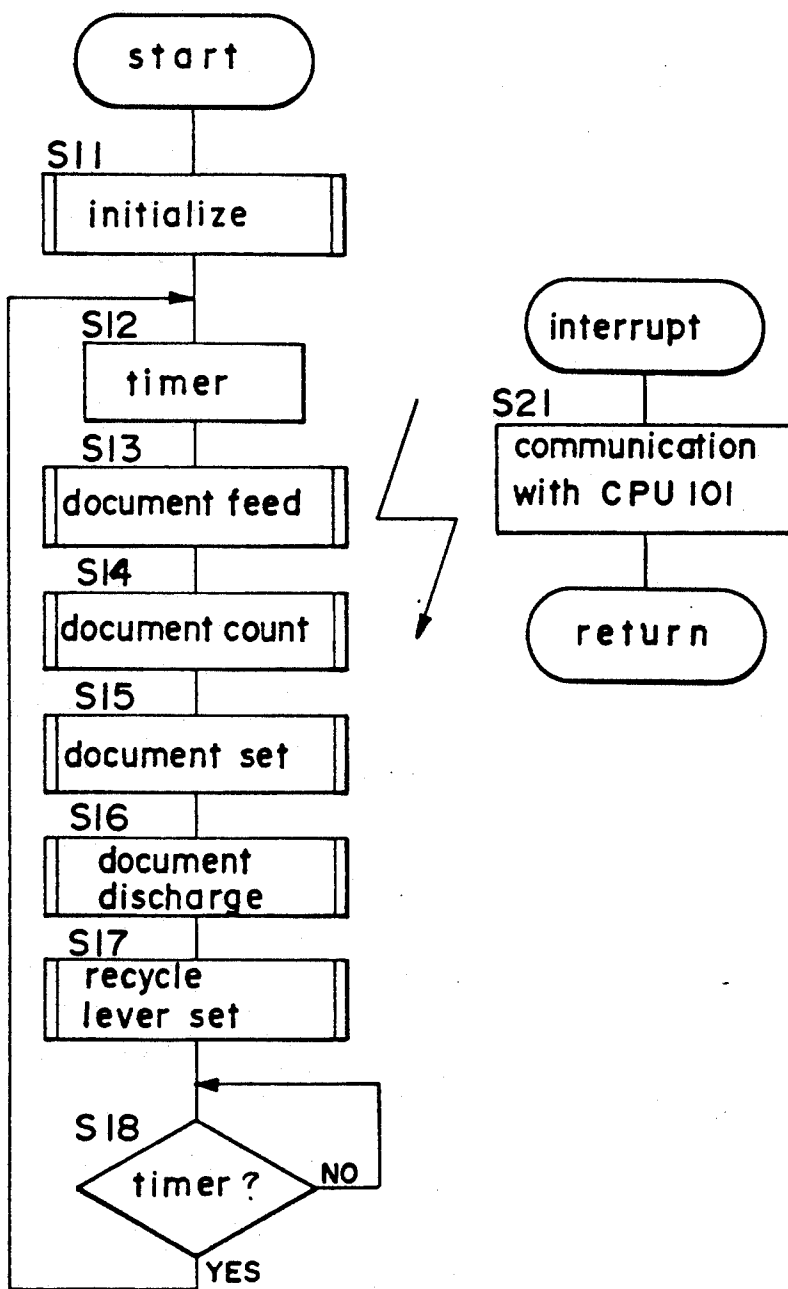 start
S11
initialize
S12
timer
S13
document feed
S14
document count
S15
document set
S16
document
discharge
S17
recycle
lever set
S18
timer?
NO
YES
interrupt
S21
communication
with CPU 101
return